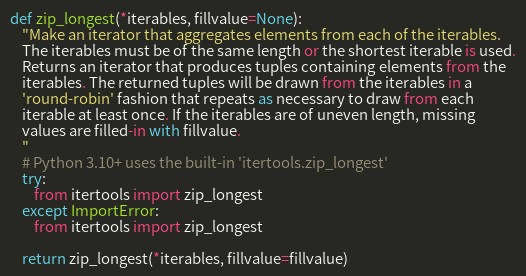 def zip_longest(*iterables, fillvalue=None):
"Make an iterator that aggregates elements from each of the iterables.
The iterables must be of the same length or the shortest iterable is used.
Returns an iterator that produces tuples containing elements from the
iterables. The returned tuples will be drawn from the iterables in a
'round-robin' fashion that repeats as necessary to draw from each
iterable at least once. If the iterables are of uneven length, missing
values are filled-in with fillvalue.
"
# Python 3.10+ uses the built-in 'itertools.zip_longest'
try:
from itertools import zip_longest
except ImportError:
from itertools import zip_longest
return zip_longest(*iterables, fillvalue=fillvalue)